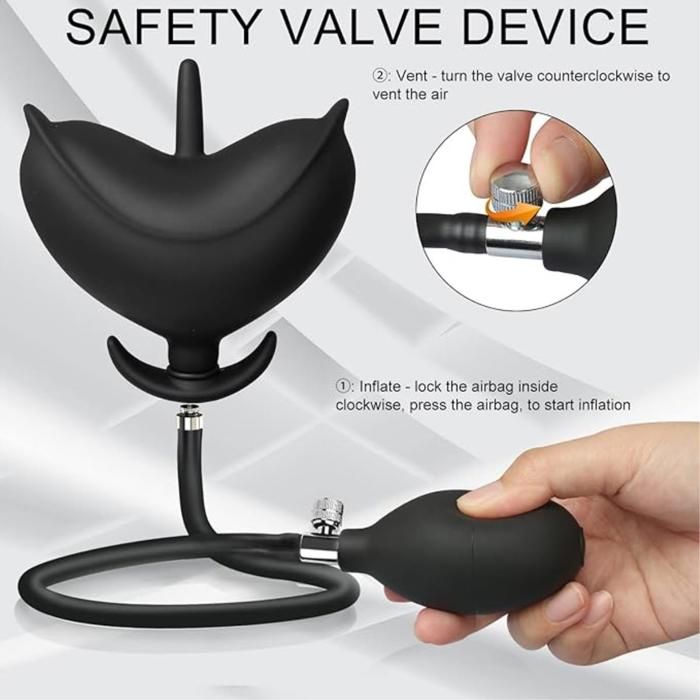 SAFETY VALVE DEVICE
②: Vent - turn the valve counterclockwise to
vent the air
①: Inflate - lock the airbag inside
clockwise, press the airbag, to start inflation